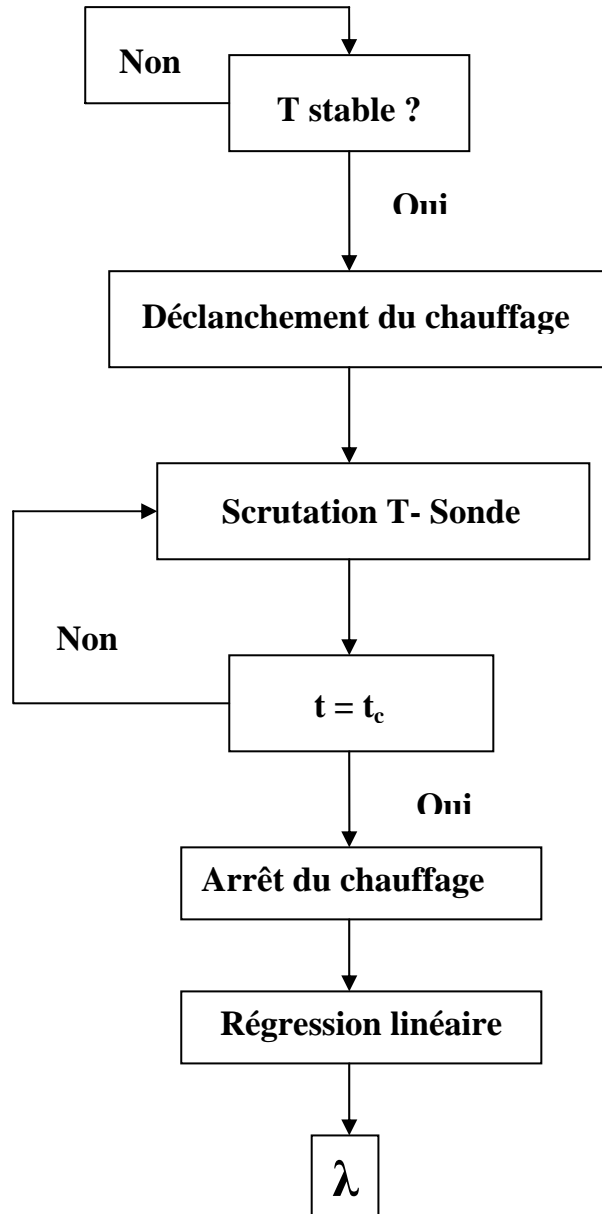 Non
T stable ?
Oui
Déclanchement du chauffage
Scrutation T- Sonde
Non
t = tc
Oui
Arrêt du chauffage
Régression linéaire
λ